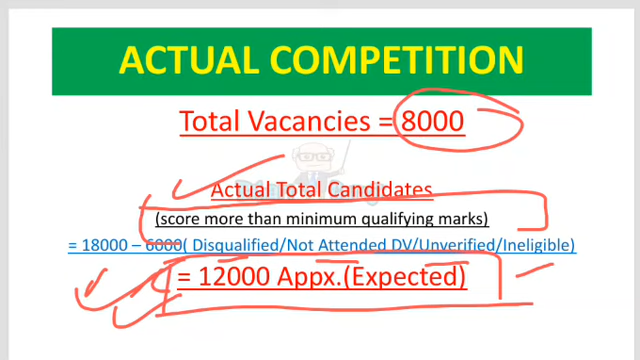 ACTUAL COMPETITION
Total Vacancies = 8000
Actual Total Candidates
(score more than minimum qualifying marks)
= 18000 – 6000( Disqualified/Not Attended DV/Unverified/Ineligible)
= 12000 Appx.(Expected)